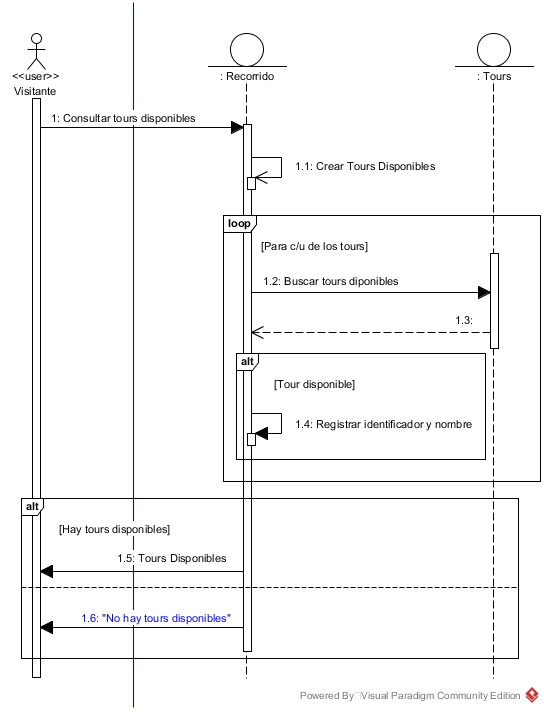 <<user>>
Visitante
: Recorrido
: Tours
1: Consultar tours disponibles
1.1: Crear Tours Disponibles
loop
[Para c/u de los tours]
1.2: Buscar tours diponibles
1.3:
alt
[Tour disponible]
1.4: Registrar identificador y nombre
alt
[Hay tours disponibles]
1.5: Tours Disponibles
1.6: "No hay tours disponibles"
Powered By Visual Paradigm Community Edition